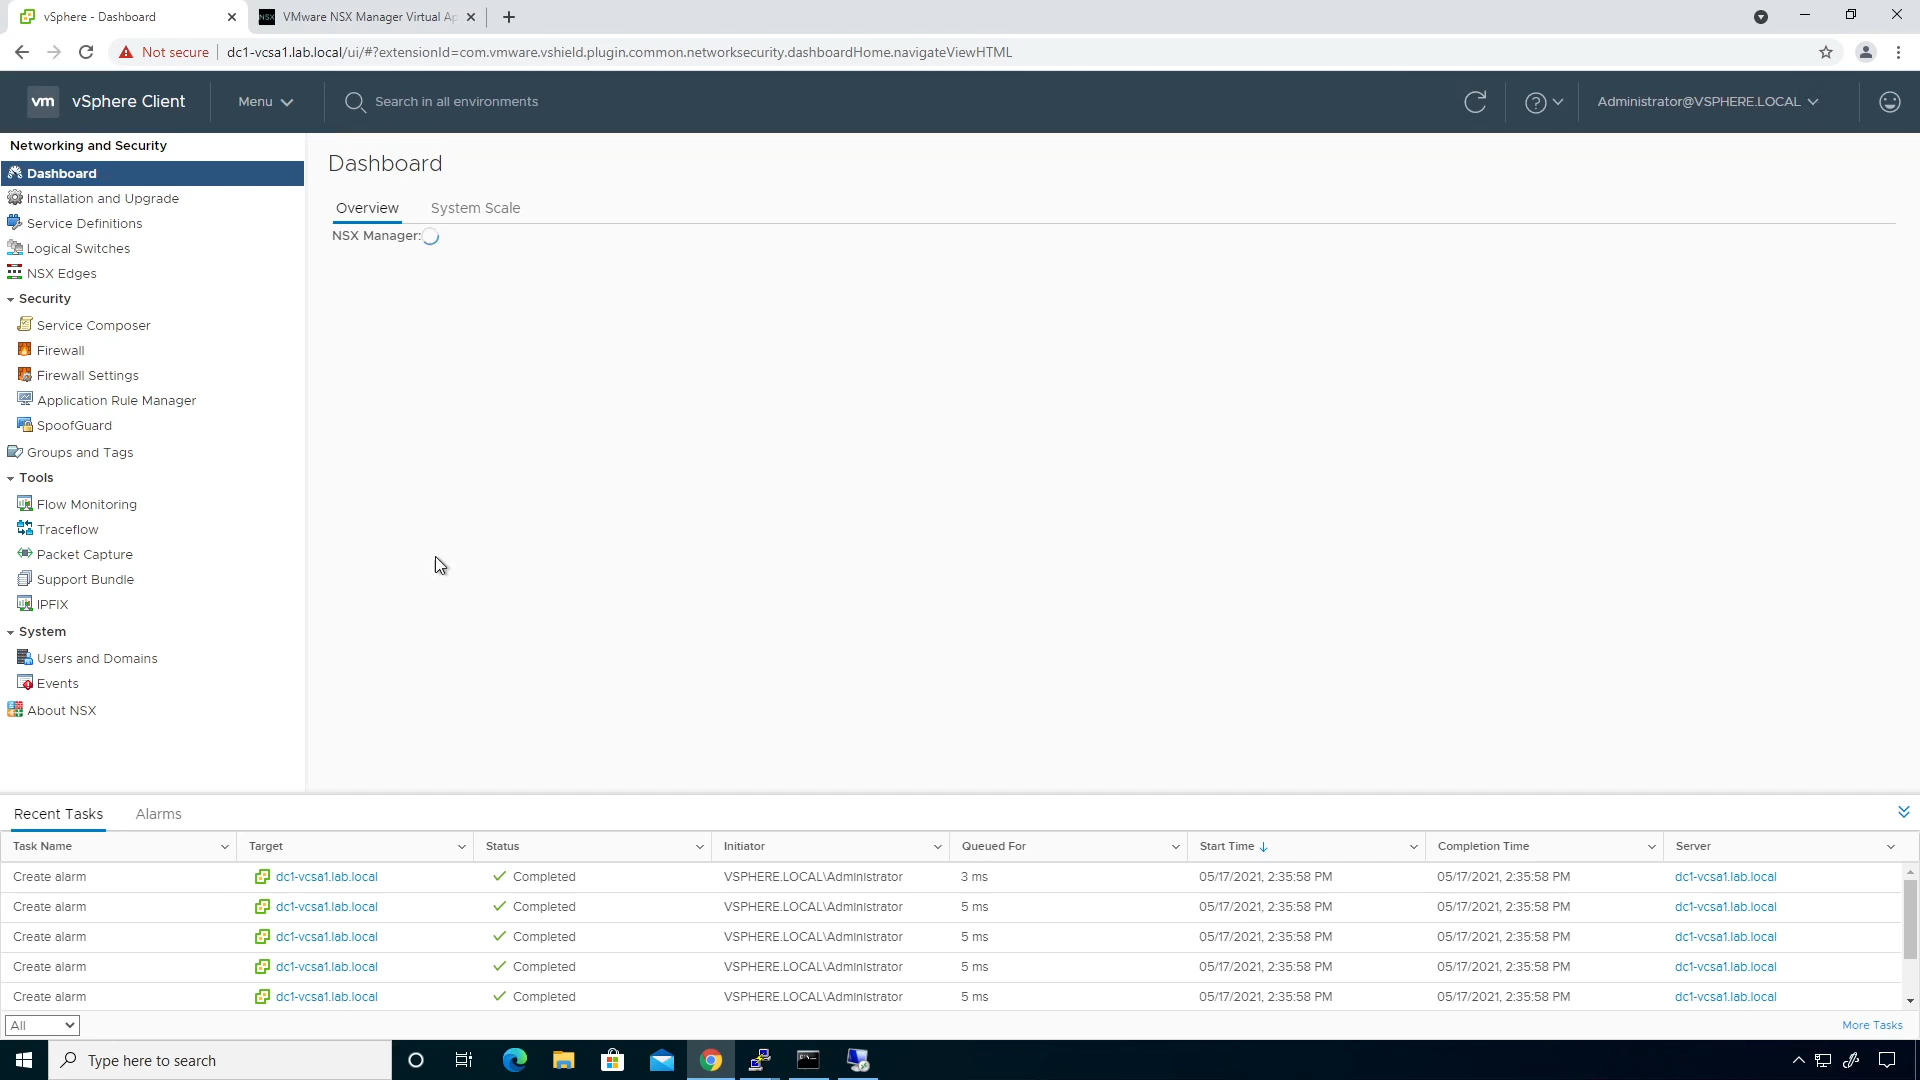 vSphere - Dashboard
VMware NSX Manager Virtual Ap
Not secure
dc1-vcsa1.lab.local/ui/#?extensionId=com.vmware.vshield.plugin.common.networksecurity.dashboardHome.navigateViewHTML
vm vSphere Client
Menu
Search in all environments
Administrator@VSPHERE.LOCAL
Networking and Security
Dashboard
Installation and Upgrade
Service Definitions
Logical Switches
NSX Edges
Security
Service Composer
Firewall
Firewall Settings
Application Rule Manager
SpoofGuard
Groups and Tags
Tools
Flow Monitoring
Traceflow
Packet Capture
Support Bundle
IPFIX
System
Users and Domains
Events
About NSX
Dashboard
Overview System Scale
NSX Manager:
Recent Tasks Alarms
Task Name Target Status Initiator Queued For Start Time Completion Time Server
Create alarm dc1-vcsa1.lab.local Completed VSPHERE.LOCAL\Administrator 3 ms 05/17/2021, 2:35:58 PM 05/17/2021, 2:35:58 PM dc1-vcsa1.lab.local
Create alarm dc1-vcsa1.lab.local Completed VSPHERE.LOCAL\Administrator 5 ms 05/17/2021, 2:35:58 PM 05/17/2021, 2:35:58 PM dc1-vcsa1.lab.local
Create alarm dc1-vcsa1.lab.local Completed VSPHERE.LOCAL\Administrator 5 ms 05/17/2021, 2:35:58 PM 05/17/2021, 2:35:58 PM dc1-vcsa1.lab.local
Create alarm dc1-vcsa1.lab.local Completed VSPHERE.LOCAL\Administrator 5 ms 05/17/2021, 2:35:58 PM 05/17/2021, 2:35:58 PM dc1-vcsa1.lab.local
Create alarm dc1-vcsa1.lab.local Completed VSPHERE.LOCAL\Administrator 5 ms 05/17/2021, 2:35:58 PM 05/17/2021, 2:35:58 PM dc1-vcsa1.lab.local
All
More Tasks
Type here to search